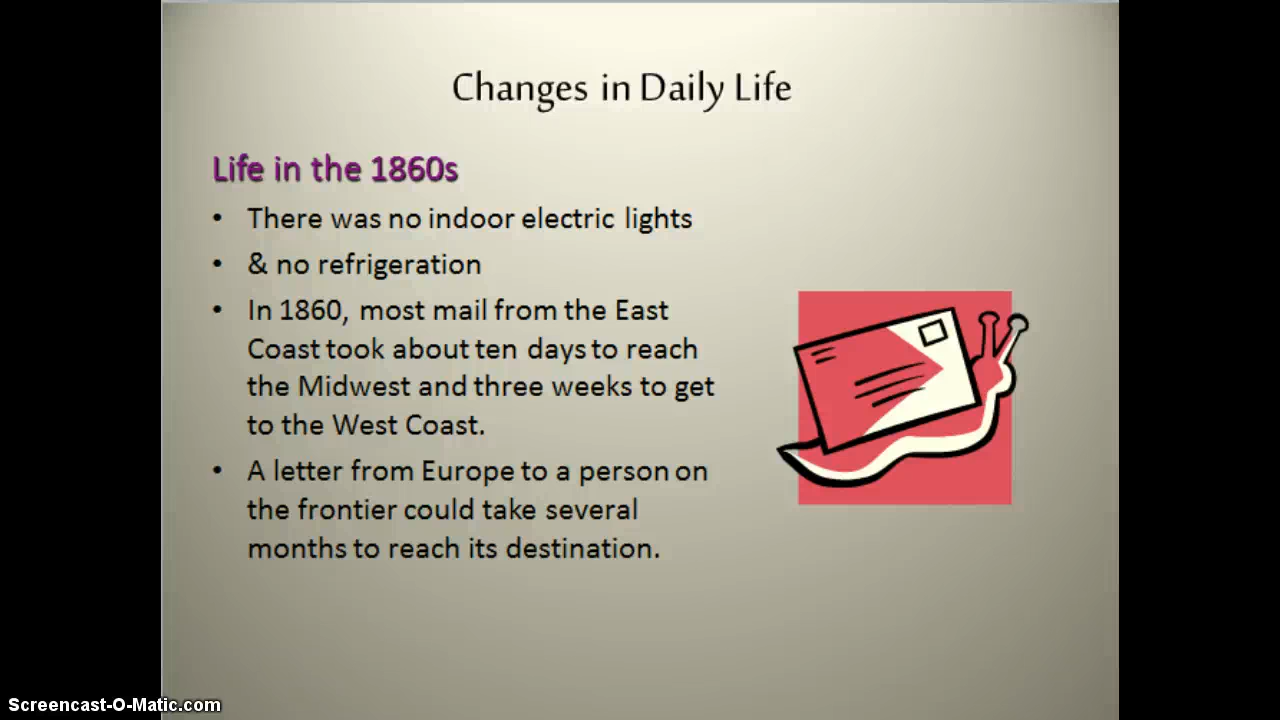 Changes in Daily Life
Life in the 1860s
• There was no indoor electric lights
• & no refrigeration
• In 1860, most mail from the East
Coast took about ten days to reach
the Midwest and three weeks to get
to the West Coast.
• A letter from Europe to a person on
the frontier could take several
months to reach its destination.
Screencast-O-Matic.com